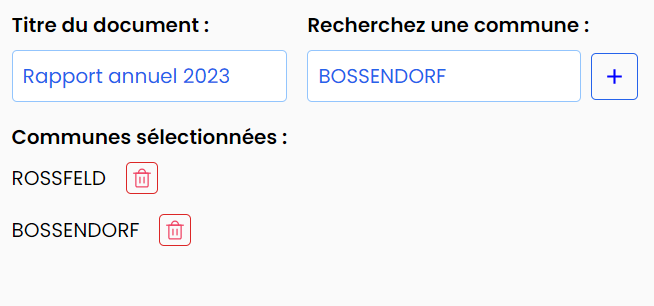 Titre du document :
Recherchez une commune :
Rapport annuel 2023
BOSSENDORF
+
Communes sélectionnées :
ROSSFELD
BOSSENDORF